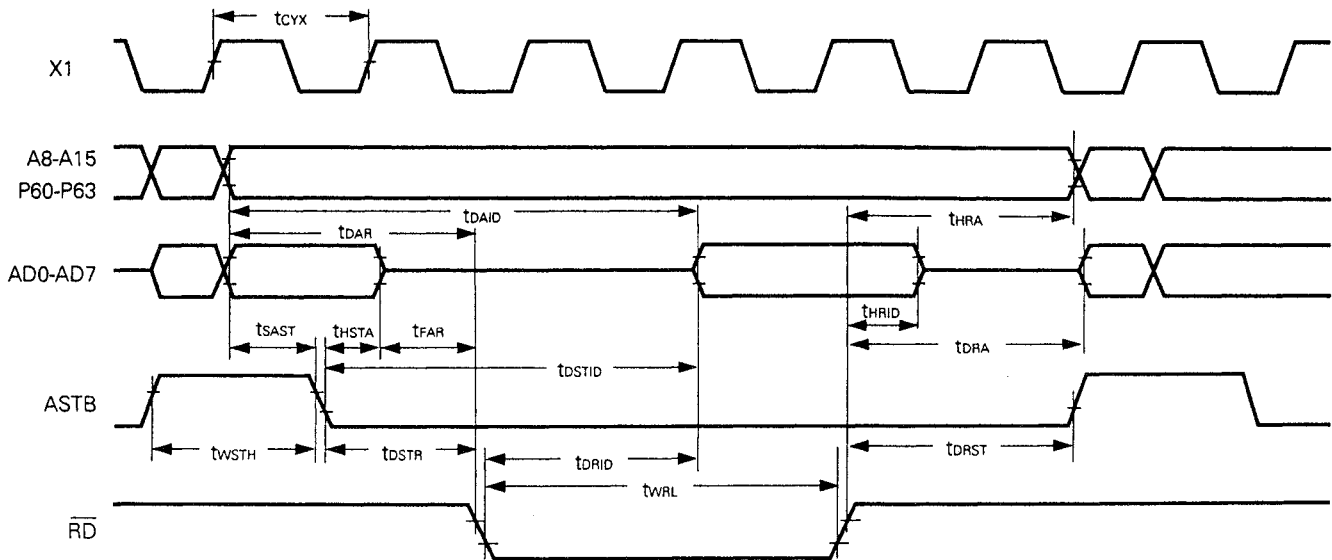 tCYX
X1
A8-A15
P60-P63
tDAID
tHRA
tDAR
AD0-AD7
tHRID
tSAST tHSTA tFAR
tDRA
tDSTID
ASTB
tWSTH tDSTR tDRID tDRST
tWRL
RD